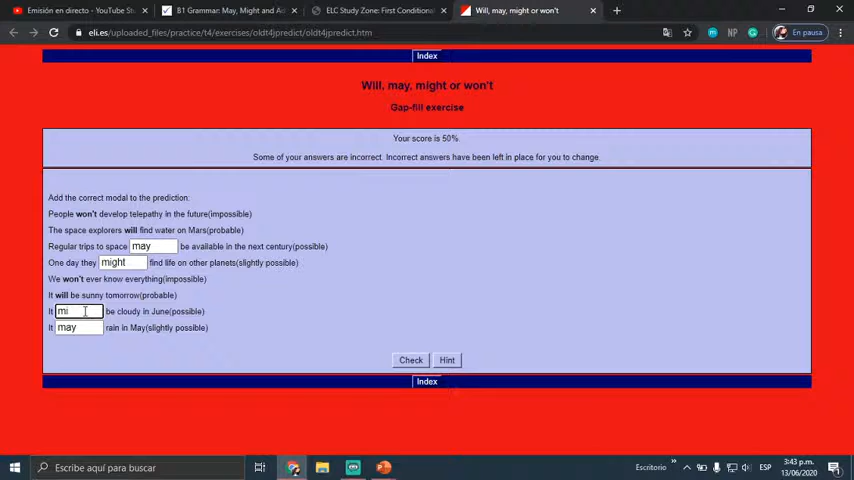 Emisión en directo - YouTube St
B1 Grammar: May, Might and Ad
ELC Study Zone: First Conditional
Will, may, might or won't
eli.es/uploaded_files/practice/t4/exercises/oldt4jpredict/oldt4jpredict.htm
NP
En pausa
Index
Will, may, might or won't
Gap-fill exercise
Your score is 50%.
Some of your answers are incorrect. Incorrect answers have been left in place for you to change.
Add the correct modal to the prediction:
People won't develop telepathy in the future(impossible)
The space explorers will find water on Mars(probable)
Regular trips to space may be available in the next century(possible)
One day they might find life on other planets(slightly possible)
We won't ever know everything(impossible)
It will be sunny tomorrow(probable)
It mi be cloudy in June(possible)
It may rain in May(slightly possible)
Check Hint
Index
Escribe aquí para buscar
Escritorio
ESP
3:43 p.m.
13/06/2020